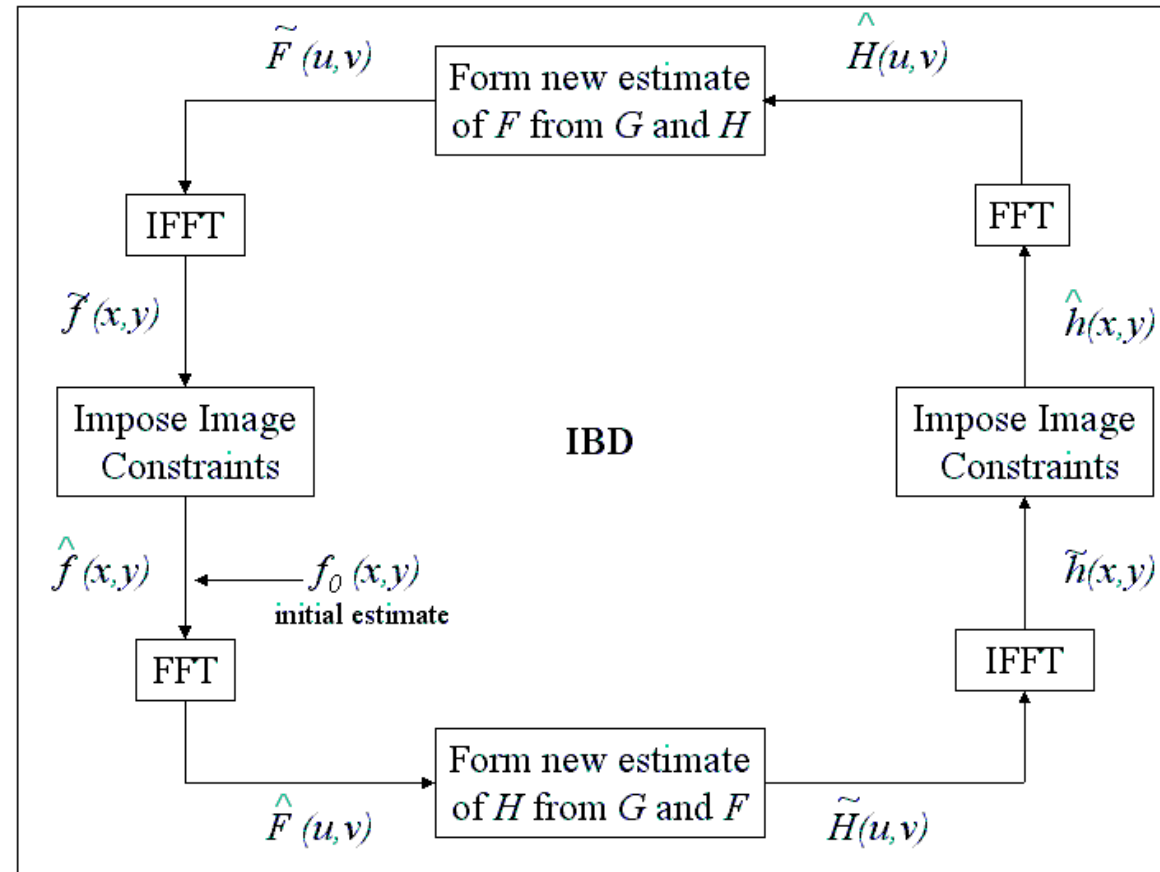 F̃ (u,v)
Ĥ(u,v)
Form new estimate
of F from G and H
IFFT
FFT
f̃ (x,y)
ĥ(x,y)
Impose Image
Constraints
IBD
Impose Image
Constraints
f̂ (x,y)
f₀ (x,y)
initial estimate
h̃(x,y)
FFT
IFFT
Form new estimate
of H from G and F
F̂ (u,v)
H̃(u,v)